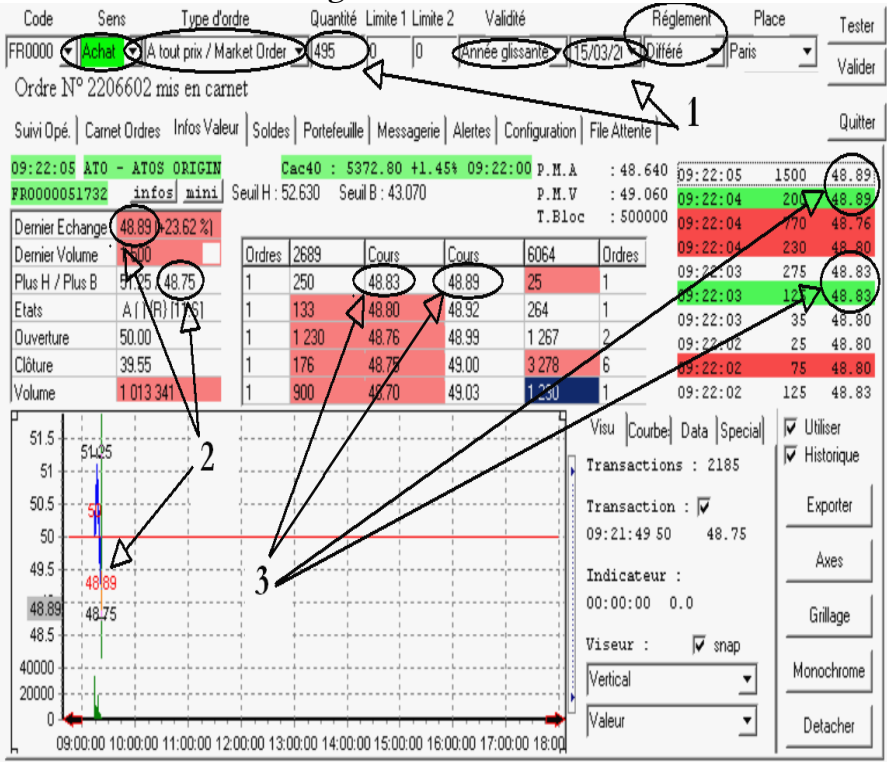 Code Sens Type d'ordre Quantité Limite 1 Limite 2 Validité Réglement Place Tester
FR0000 Achat A tout prix / Market Order 495 0 0 Année glissante 15/03/2 Différé Paris Valider
Ordre N° 2206602 mis en carnet
1
Suivi Opé. Carnet Ordres Infos Valeur Soldes Portefeuille Messagerie Alertes Configuration File Attente Quitter
09:22:05 ATO - ATOS ORIGIN Cac40 : 5372.80 +1.45% 09:22:00 P.M.A : 48.640 09:22:05 1500 48.89
FR0000051732 infos mini Seuil H : 52.630 Seuil B : 43.070 P.M.V : 49.060 09:22:04 200 48.89
T.Bloc : 500000 09:22:04 770 48.76
Dernier Echange 48.89 (+23.62 %) 09:22:04 230 48.80
Dernier Volume 1 500 Ordres 2689 Cours Cours 6064 Ordres
09:22:03 275 48.83
Plus H / Plus B 51.25 / 48.75 1 250 48.83 48.89 25 1
09:22:03 48.83
Etats 1 133 48.80 48.92 264 1
09:22:03 35 48.80
Ouverture 50.00 1 1 230 48.76 48.99 1 267 2
09:22:02 25 48.80
Clôture 39.55 1 176 48.75 49.00 3 278 6
09:22:02 75 48.80
Volume 1 013 341 1 900 48.70 49.03 1 230 1
09:22:02 125 48.83
Visu Courbe Data Special Utiliser
Historique
51.5
51.25
51
Transactions : 2185
50.5
50
Transaction :
Exporter
50
09:21:49 50 48.75
2
3
Axes
49.5
48.89
Indicateur :
48.89
48.75
00:00:00 0.0
Grillage
48.5
Viseur : snap
40000
Vertical
Monochrome
20000
0
Valeur
Detacher
09:00:00 10:00:00 11:00:00 12:00:00 13:00:00 14:00:00 15:00:00 16:00:00 17:00:00 18:00